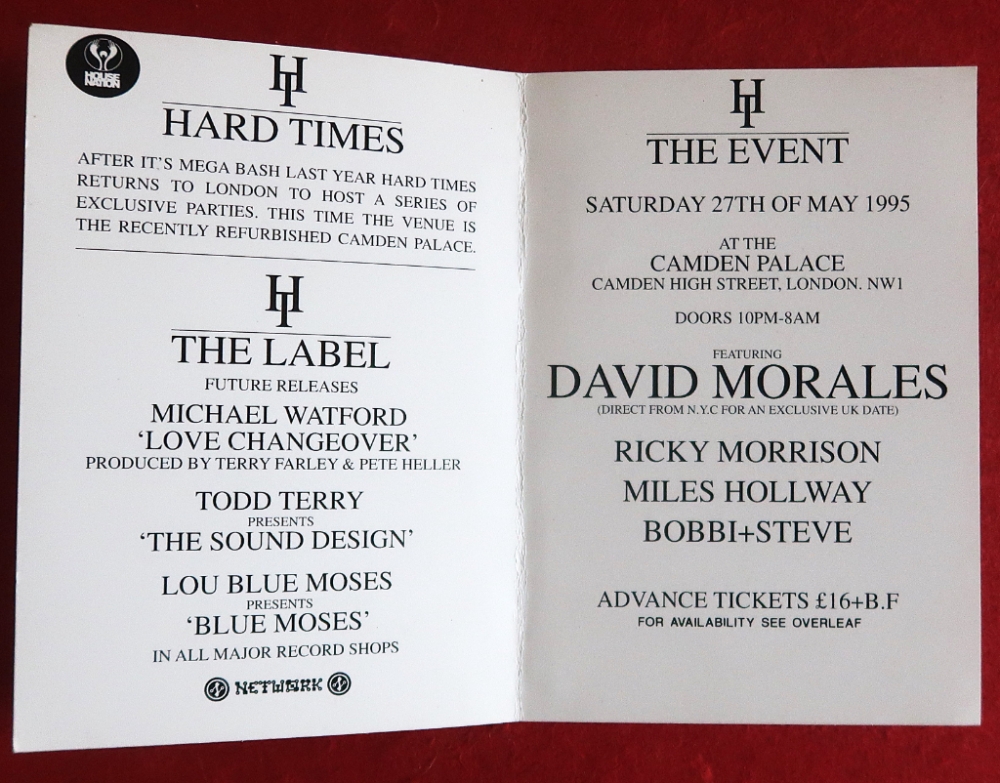 HOUSE
NATION
HT
HARD TIMES
AFTER IT'S MEGA BASH LAST YEAR HARD TIMES
RETURNS TO LONDON TO HOST A SERIES OF
EXCLUSIVE PARTIES. THIS TIME THE VENUE IS
THE RECENTLY REFURBISHED CAMDEN PALACE.
HT
THE LABEL
FUTURE RELEASES
MICHAEL WATFORD
‘LOVE CHANGEOVER’
PRODUCED BY TERRY FARLEY & PETE HELLER
TODD TERRY
PRESENTS
‘THE SOUND DESIGN’
LOU BLUE MOSES
PRESENTS
‘BLUE MOSES’
IN ALL MAJOR RECORD SHOPS
NETWORK
HT
THE EVENT
SATURDAY 27TH OF MAY 1995
AT THE
CAMDEN PALACE
CAMDEN HIGH STREET, LONDON. NW1
DOORS 10PM-8AM
FEATURING
DAVID MORALES
(DIRECT FROM N.Y.C FOR AN EXCLUSIVE UK DATE)
RICKY MORRISON
MILES HOLLWAY
BOBBI+STEVE
ADVANCE TICKETS £16+B.F
FOR AVAILABILITY SEE OVERLEAF